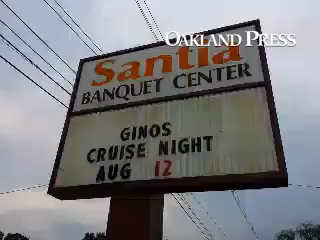 OAKLAND PRESS
Santia
BANQUET CENTER
GINOS
CRUISE NIGHT
AUG 12